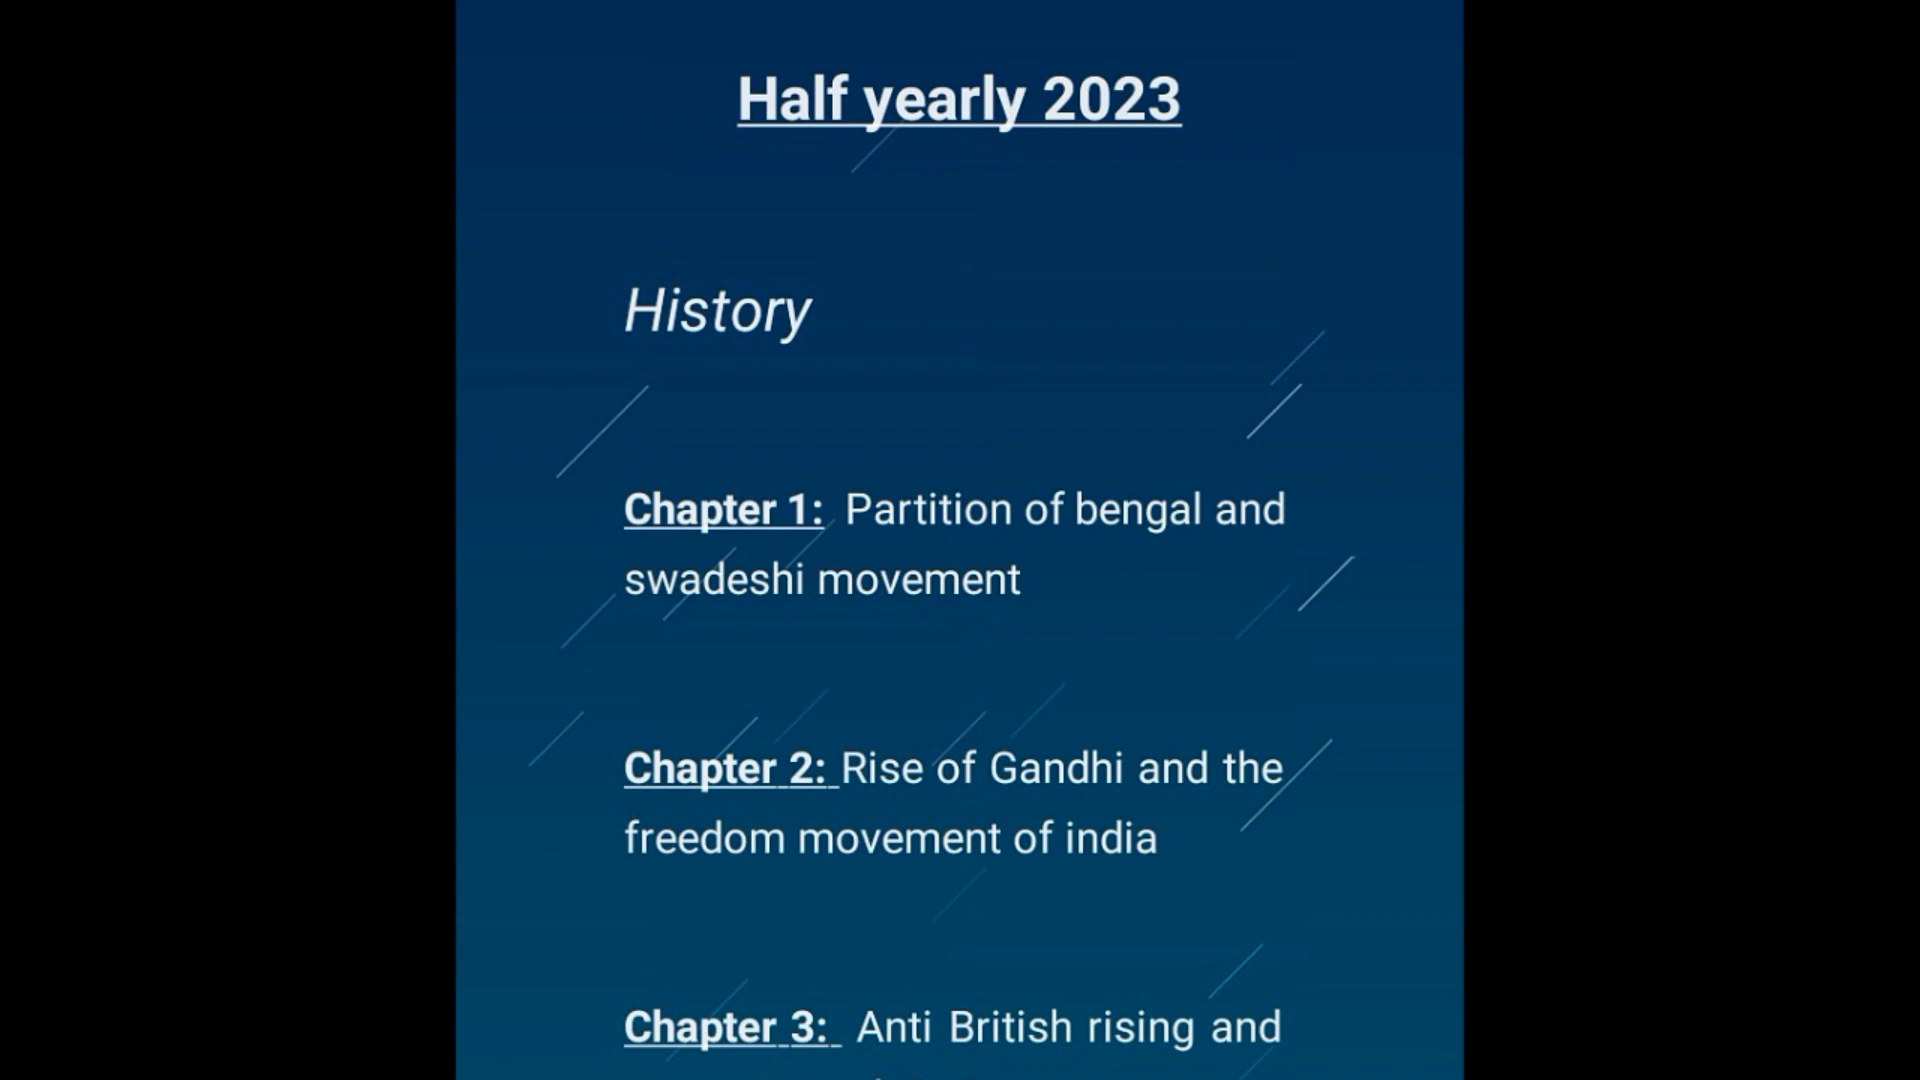 Half yearly 2023
History
Chapter 1: Partition of bengal and
swadeshi movement
Chapter 2: Rise of Gandhi and the
freedom movement of india
Chapter 3: Anti British rising and